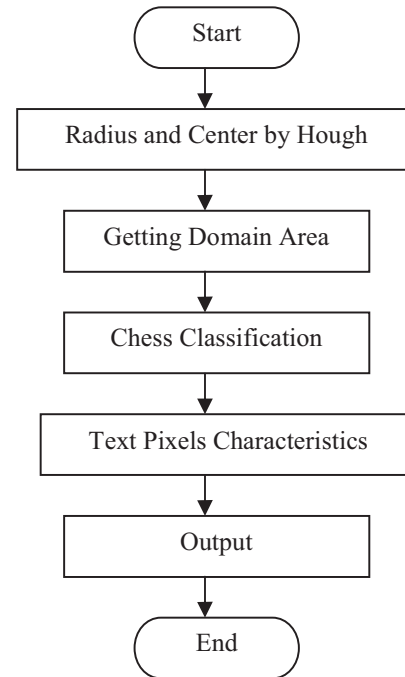 Start
Radius and Center by Hough
Getting Domain Area
Chess Classification
Text Pixels Characteristics
Output
End